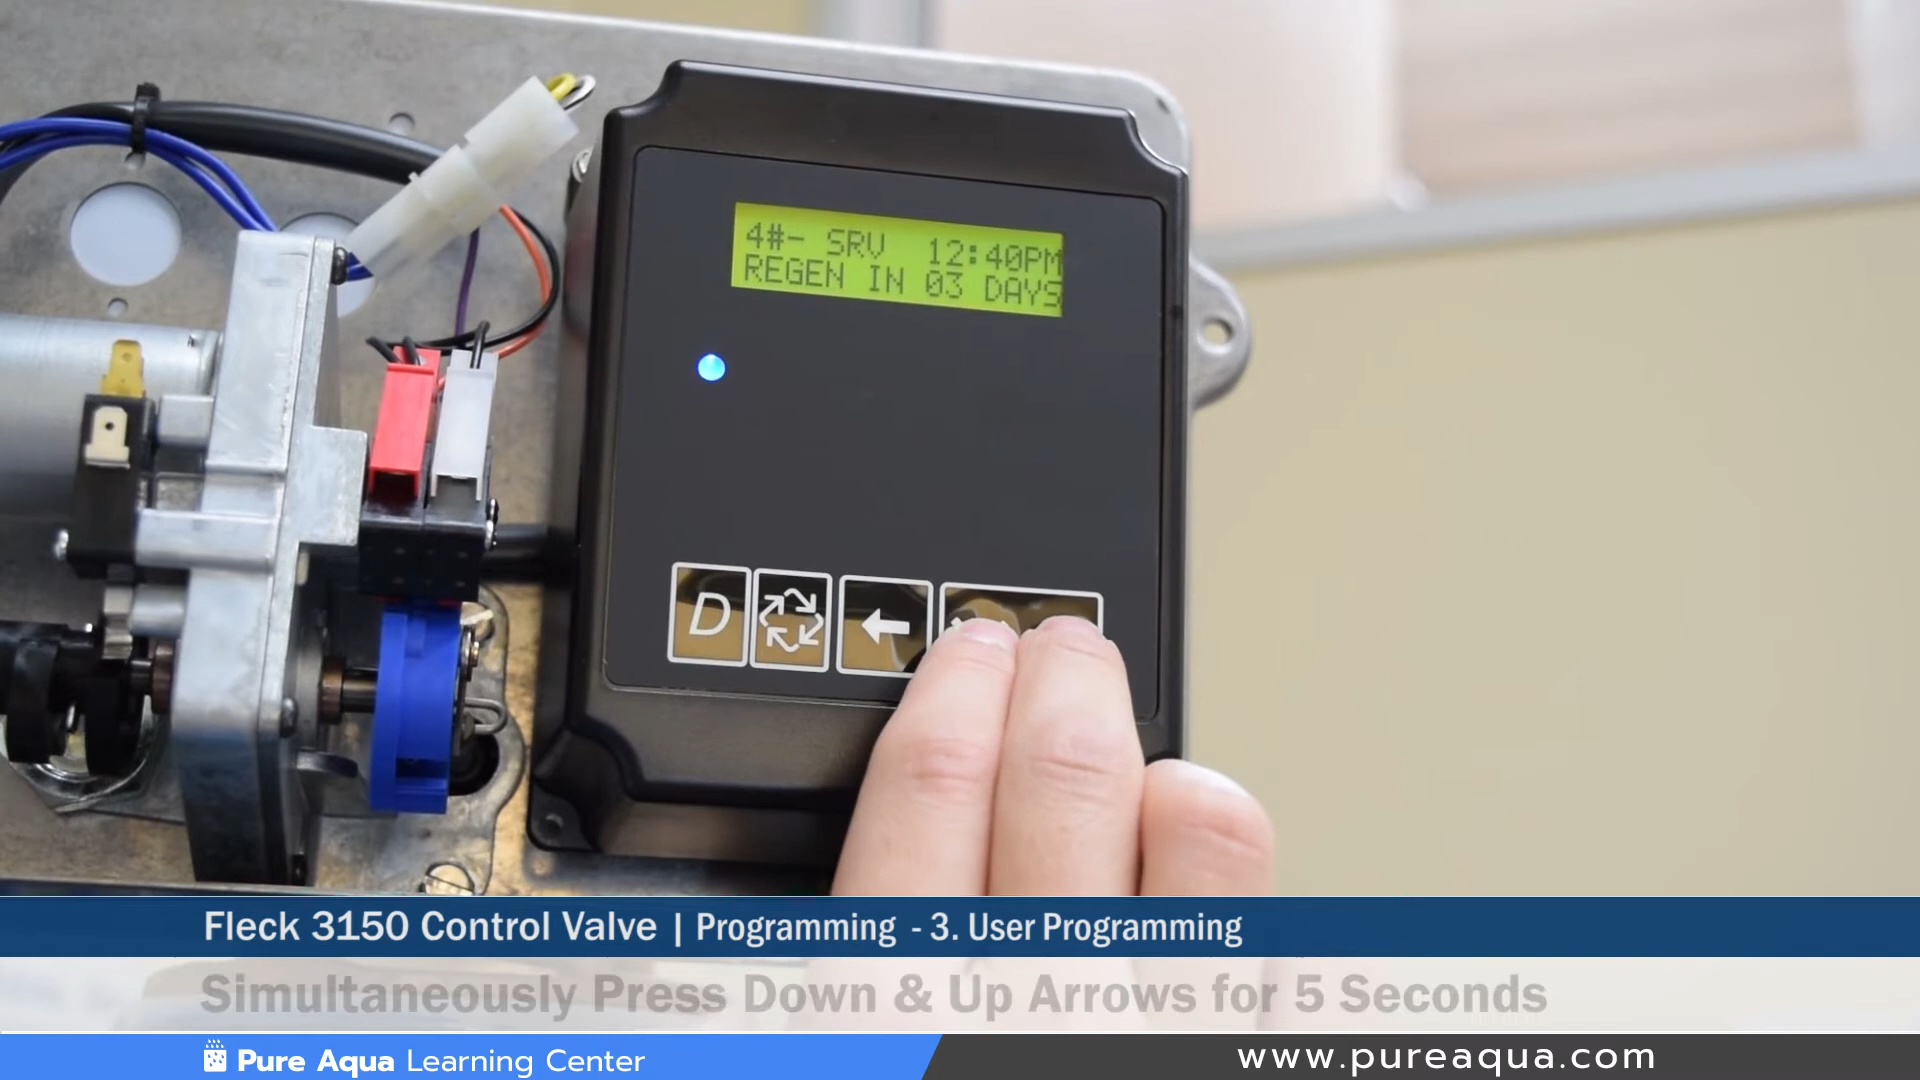 4#- SRV 12:40PM
REGEN IN 03 DAYS
D
Fleck 3150 Control Valve | Programming - 3. User Programming
Simultaneously Press Down & Up Arrows for 5 Seconds
Pure Aqua Learning Center
www.pureaqua.com